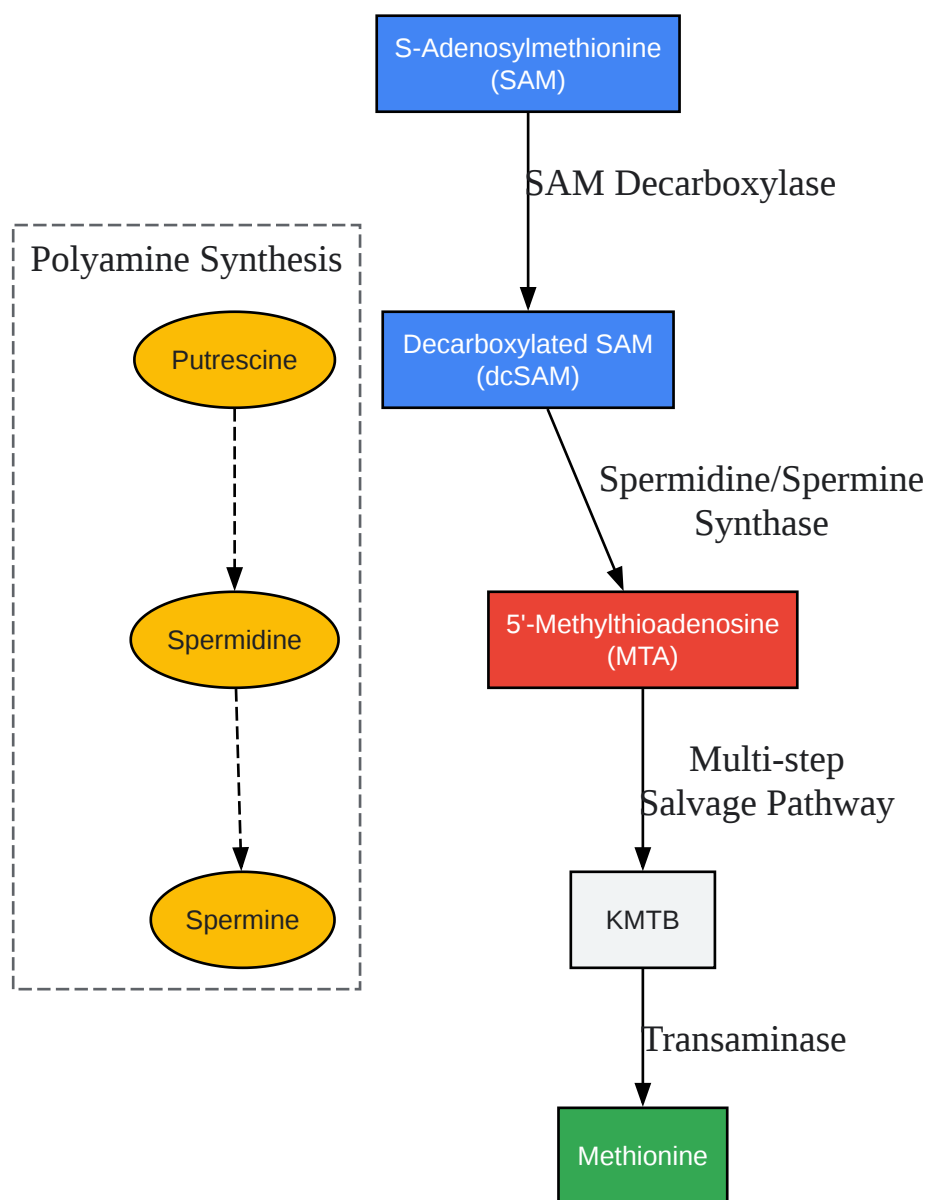 S-Adenosylmethionine
(SAM)
SAM Decarboxylase
Polyamine Synthesis
Putrescine
Decarboxylated SAM
(dcSAM)
Spermidine/Spermine
Synthase
Spermidine
5'-Methylthioadenosine
(MTA)
Multi-step
Salvage Pathway
Spermine
KMTB
Transaminase
Methionine